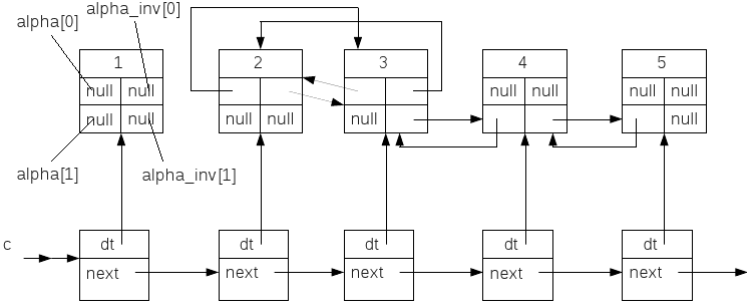 alpha_inv[0]
alpha[0]
1 2 3 4 5
null null null null null null
null null null null null null
alpha[1] alpha_inv[1]
c
dt dt dt dt dt
next next next next next